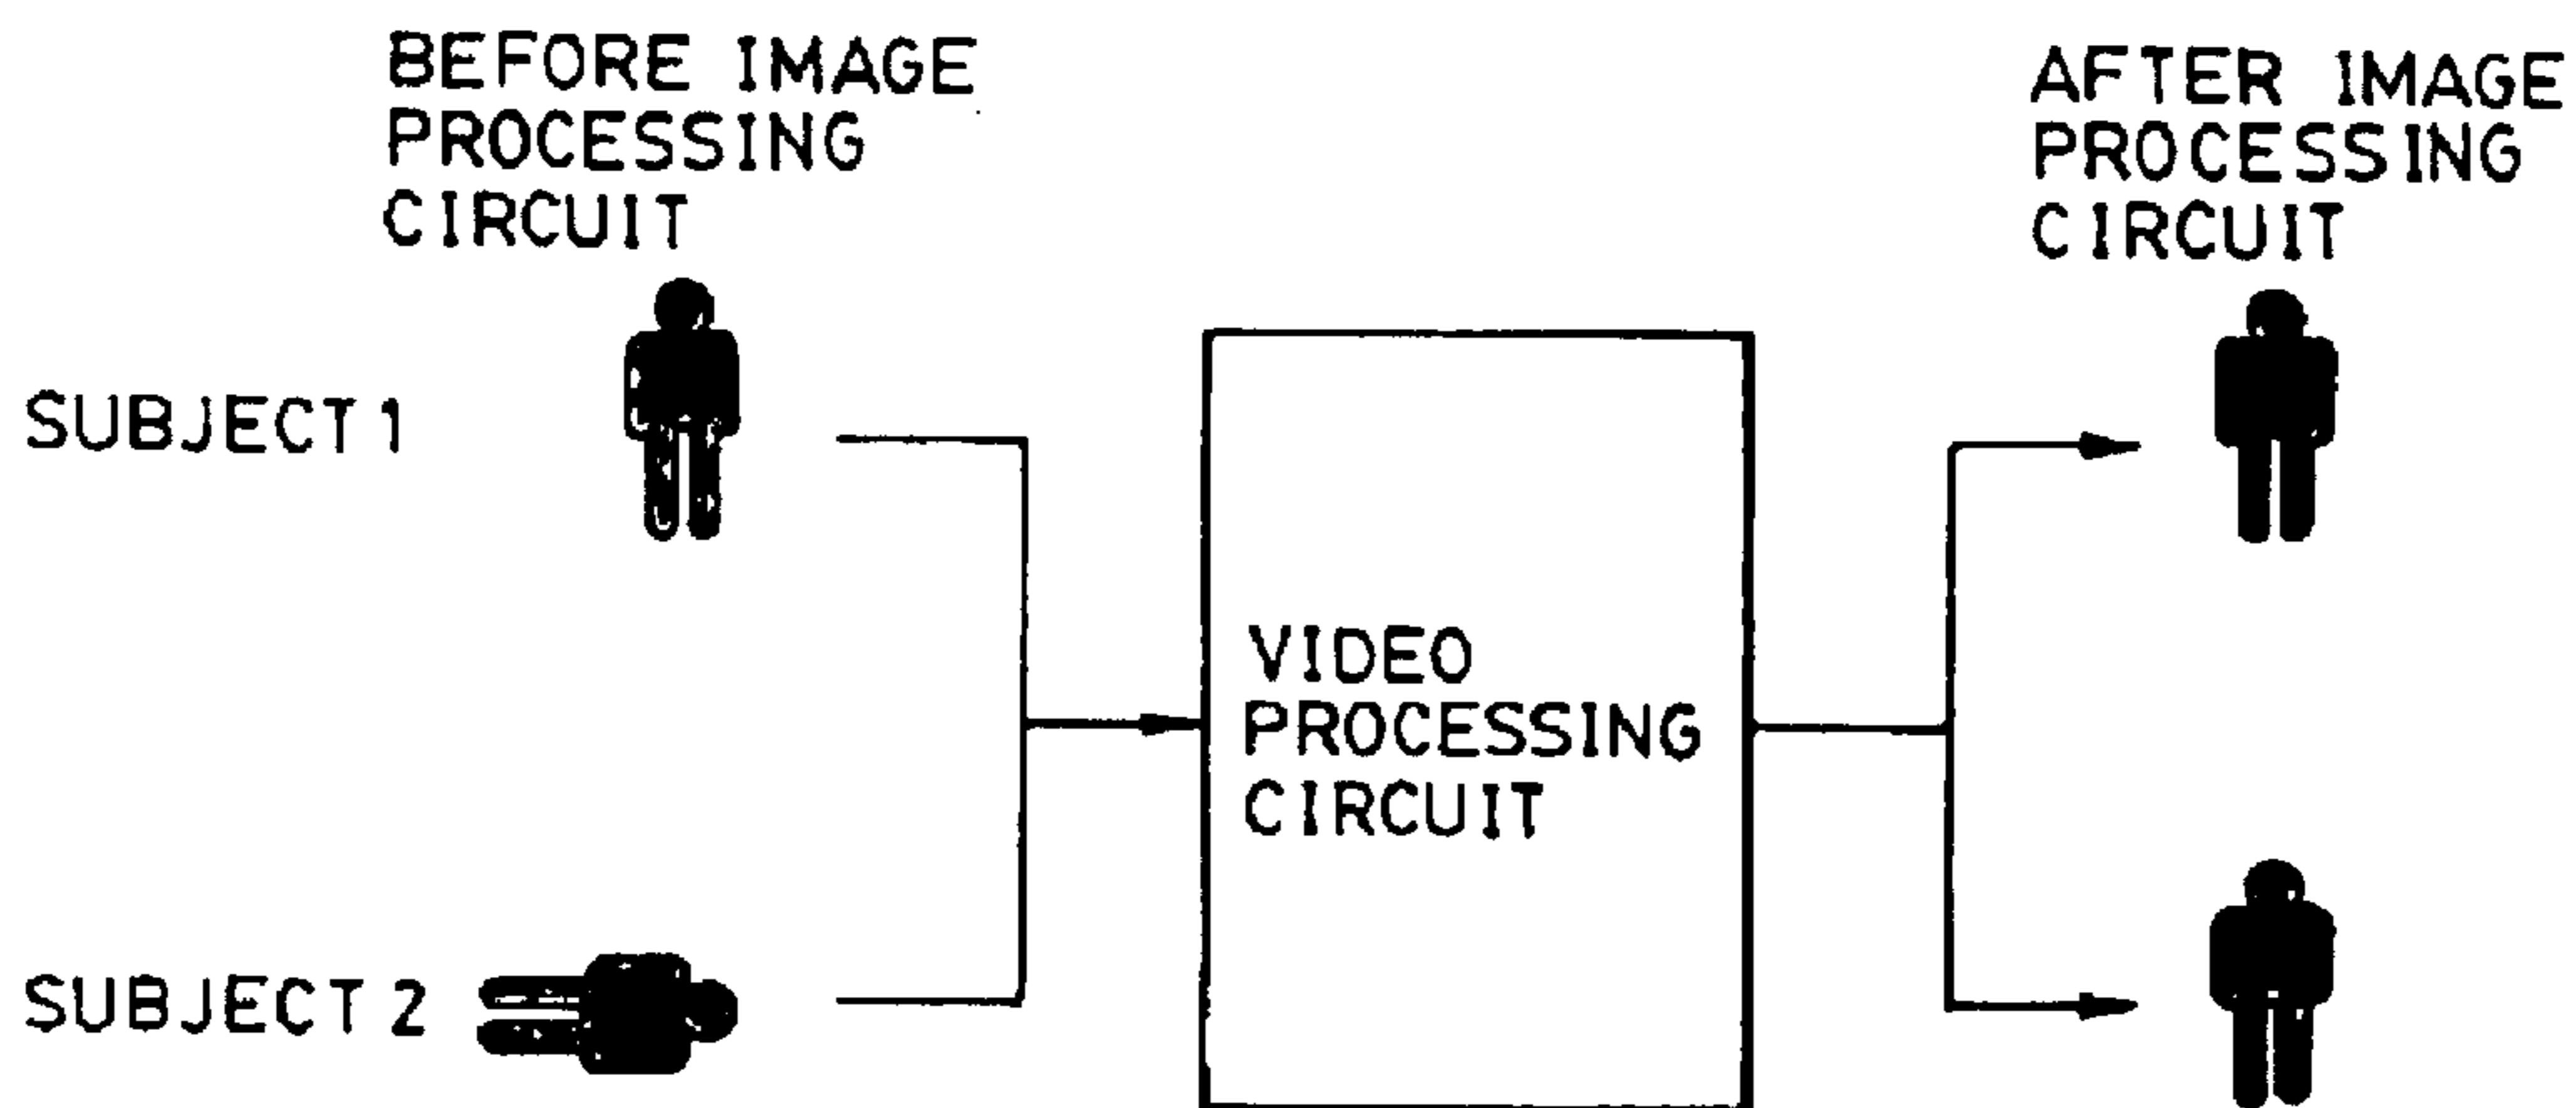 BEFORE IMAGE
PROCESSING
CIRCUIT
AFTER IMAGE
PROCESSING
CIRCUIT
SUBJECT 1
VIDEO
PROCESSING
CIRCUIT
SUBJECT 2